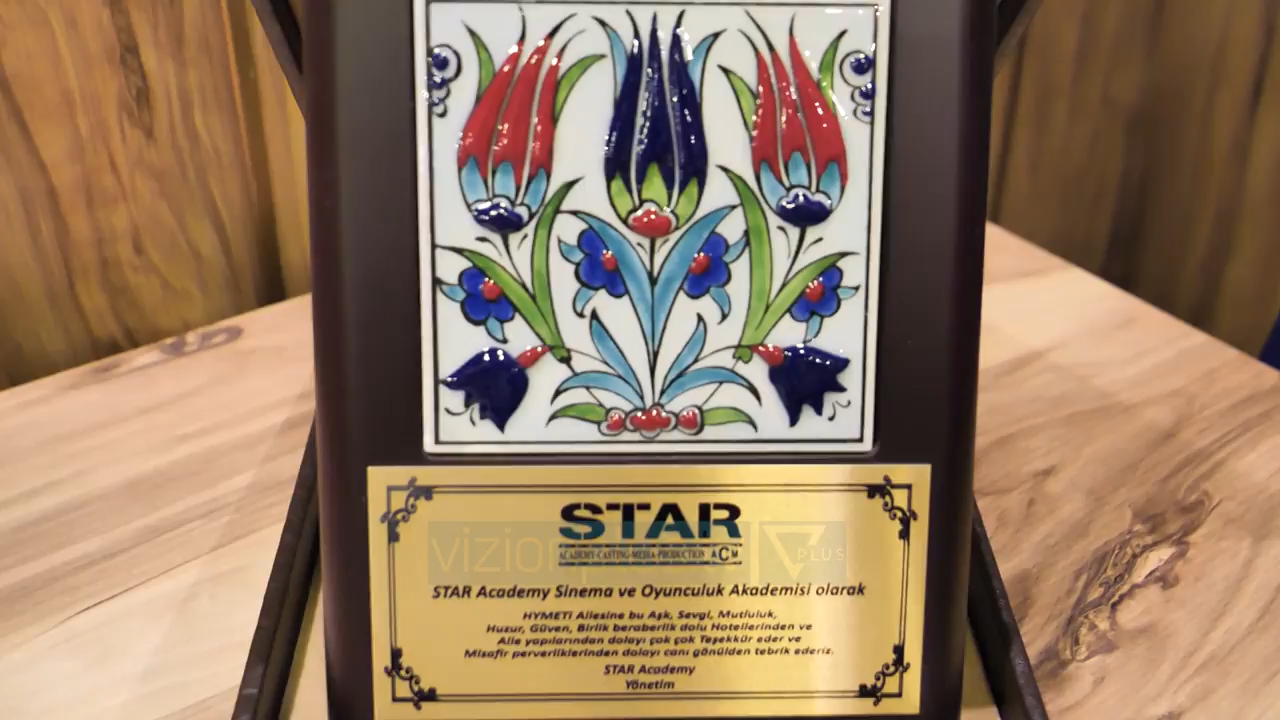 STAR
ACADEMY-CASTING-MEDIA-PRODUCTION ACM
vizionplus PLUS
STAR Academy Sinema ve Oyunculuk Akademisi olarak
HYMETİ Ailesine bu Aşk, Sevgi, Mutluluk,
Huzur, Güven, Birlik beraberlik dolu Hotellerinden ve
Aile yapılarından dolayı çok çok Teşekkür eder ve
Misafir perverliklerinden dolayı canı gönülden tebrik ederiz.
STAR Academy
Yönetim